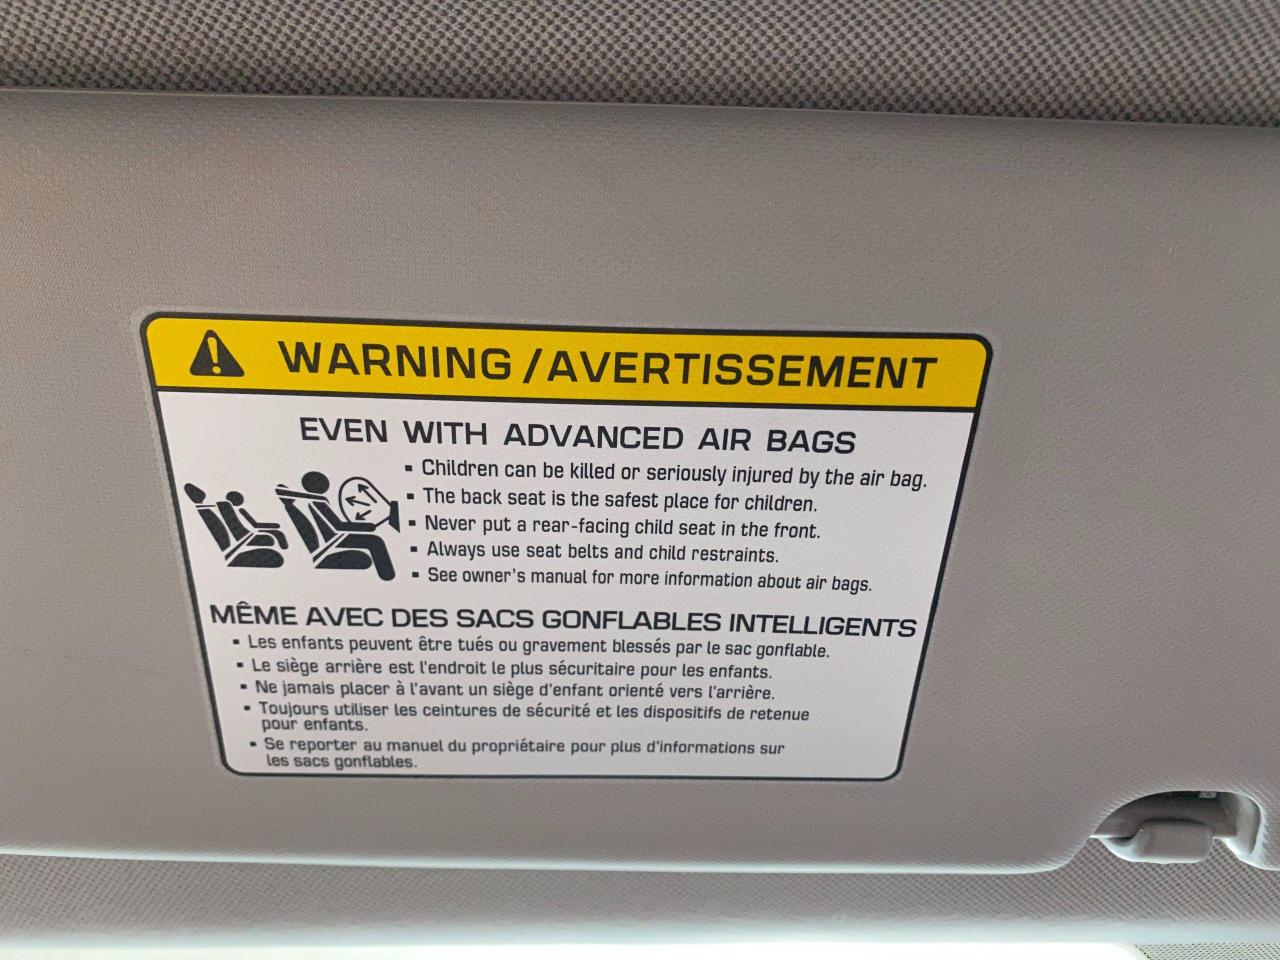 WARNING / AVERTISSEMENT
EVEN WITH ADVANCED AIR BAGS
▪ Children can be killed or seriously injured by the air bag.
▪ The back seat is the safest place for children.
▪ Never put a rear-facing child seat in the front.
▪ Always use seat belts and child restraints.
▪ See owner's manual for more information about air bags.
MÊME AVEC DES SACS GONFLABLES INTELLIGENTS
▪ Les enfants peuvent être tués ou gravement blessés par le sac gonflable.
▪ Le siège arrière est l'endroit le plus sécuritaire pour les enfants.
▪ Ne jamais placer à l'avant un siège d'enfant orienté vers l'arrière.
▪ Toujours utiliser les ceintures de sécurité et les dispositifs de retenue
pour enfants.
▪ Se reporter au manuel du propriétaire pour plus d'informations sur
les sacs gonflables.